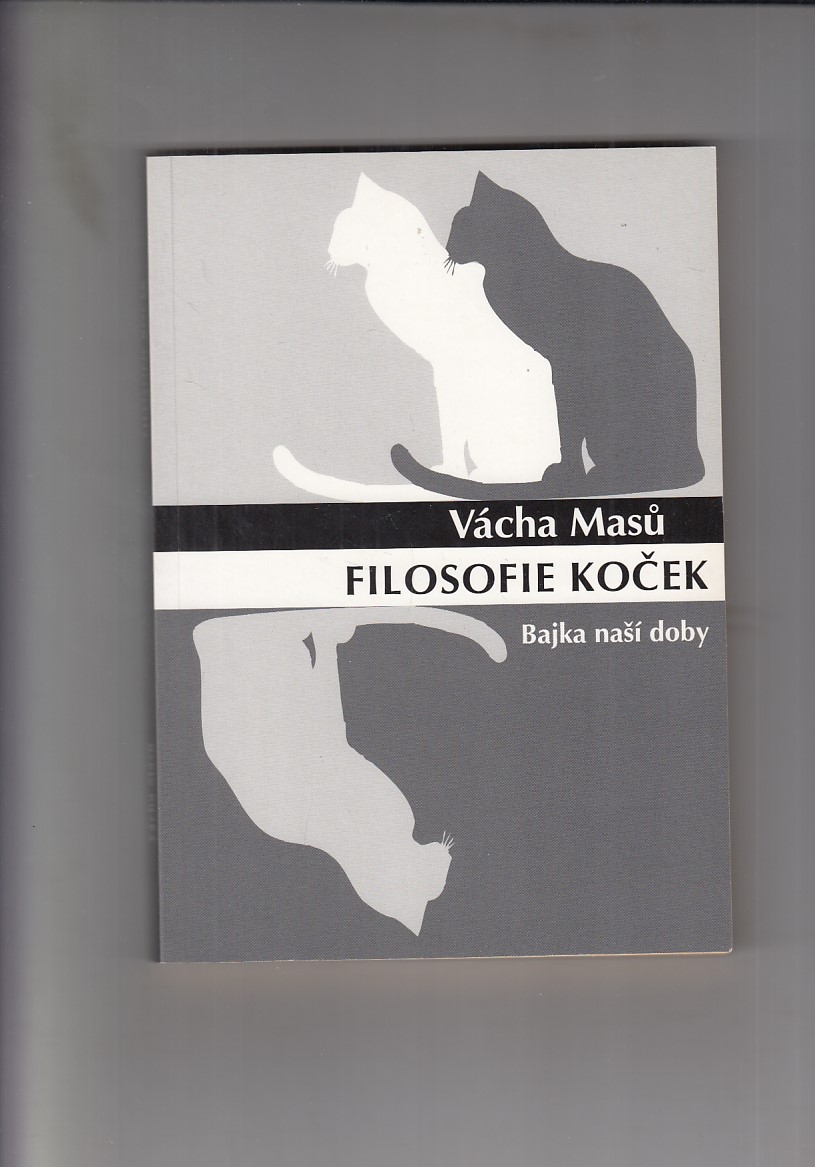 Vácha Masů
FILOSOFIE KOČEK
Bajka naší doby